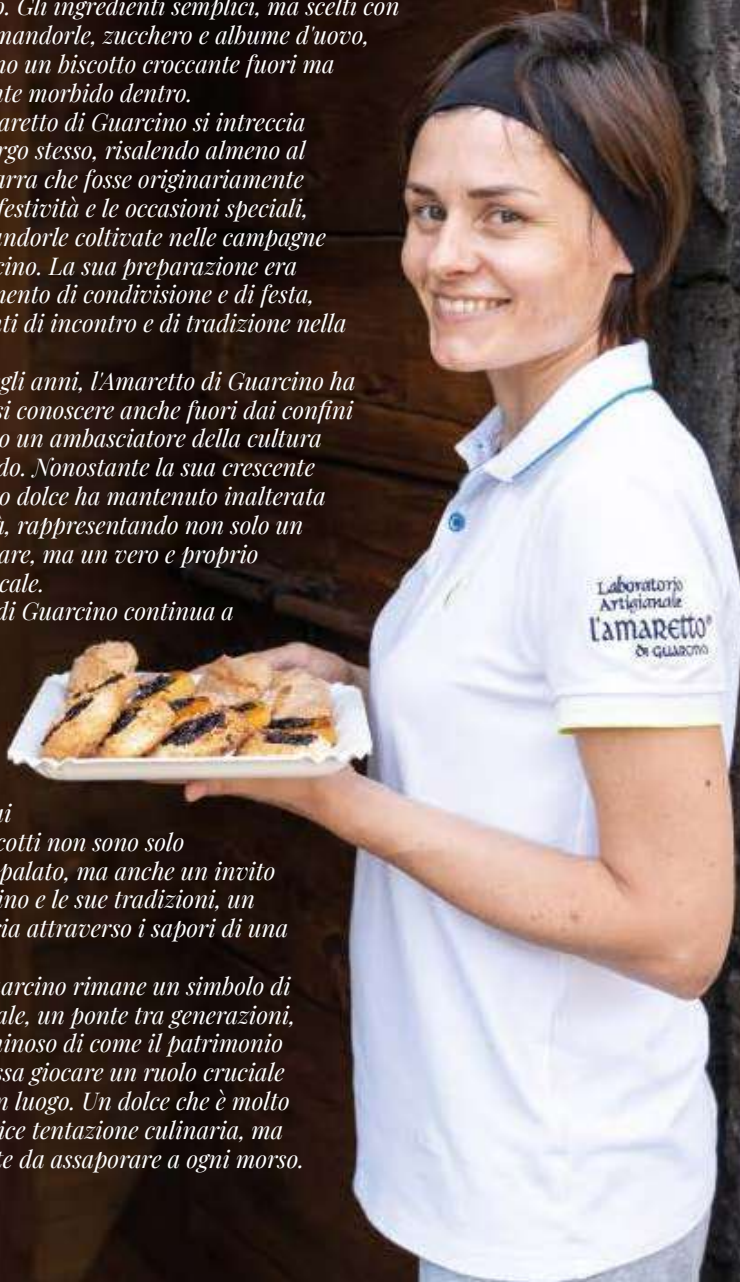 o. Gli ingredienti semplici, ma scelti con
mandorle, zucchero e albume d'uovo,
no un biscotto croccante fuori ma
nte morbido dentro.
aretto di Guarcino si intreccia
rgo stesso, risalendo almeno al
arra che fosse originariamente
festività e le occasioni speciali,
andorle coltivate nelle campagne
cino. La sua preparazione era
mento di condivisione e di festa,
nti di incontro e di tradizione nella
gli anni, l'Amaretto di Guarcino ha
si conoscere anche fuori dai confini
o un ambasciatore della cultura
do. Nonostante la sua crescente
o dolce ha mantenuto inalterata
à, rappresentando non solo un
are, ma un vero e proprio
cale.
di Guarcino continua a
ui
cotti non sono solo
palato, ma anche un invito
ino e le sue tradizioni, un
ria attraverso i sapori di una
arcino rimane un simbolo di
ale, un ponte tra generazioni,
minoso di come il patrimonio
ssa giocare un ruolo cruciale
n luogo. Un dolce che è molto
ice tentazione culinaria, ma
te da assaporare a ogni morso.
Laboratorio
Artigianale
l'amaretto®
di Guarcino